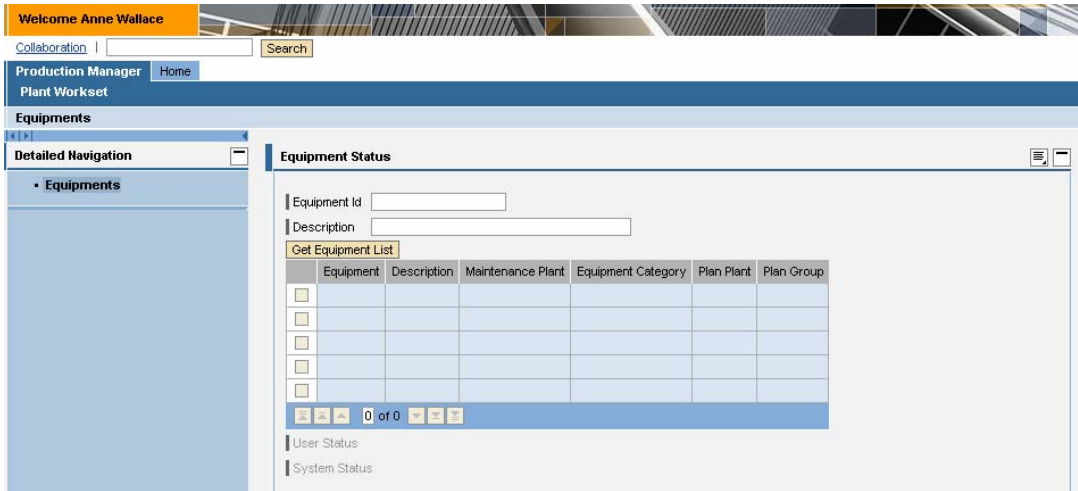 Welcome Anne Wallace
Collaboration |
Search
Production Manager Home
Plant Workset
Equipments
Detailed Navigation
Equipments
Equipment Status
Equipment Id
Description
Get Equipment List
Equipment Description Maintenance Plant Equipment Category Plan Plant Plan Group
0 of 0
User Status
System Status